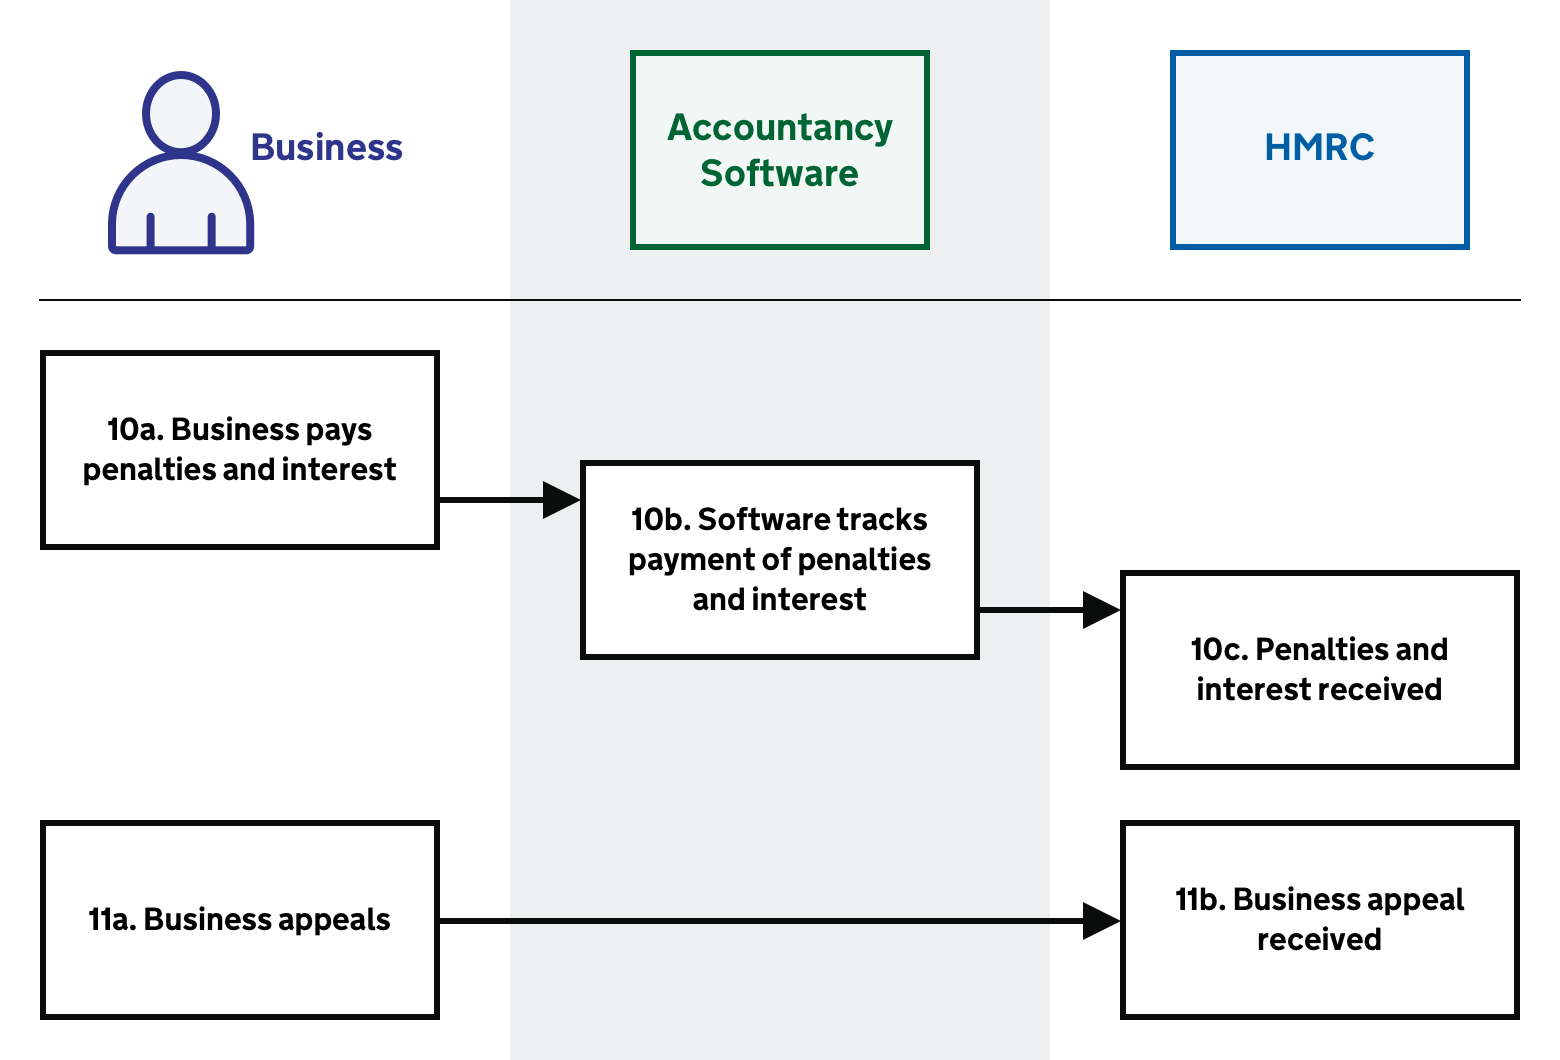 Business
Accountancy
Software
HMRC
10a. Business pays
penalties and interest
10b. Software tracks
payment of penalties
and interest
10c. Penalties and
interest received
11a. Business appeals
11b. Business appeal
received